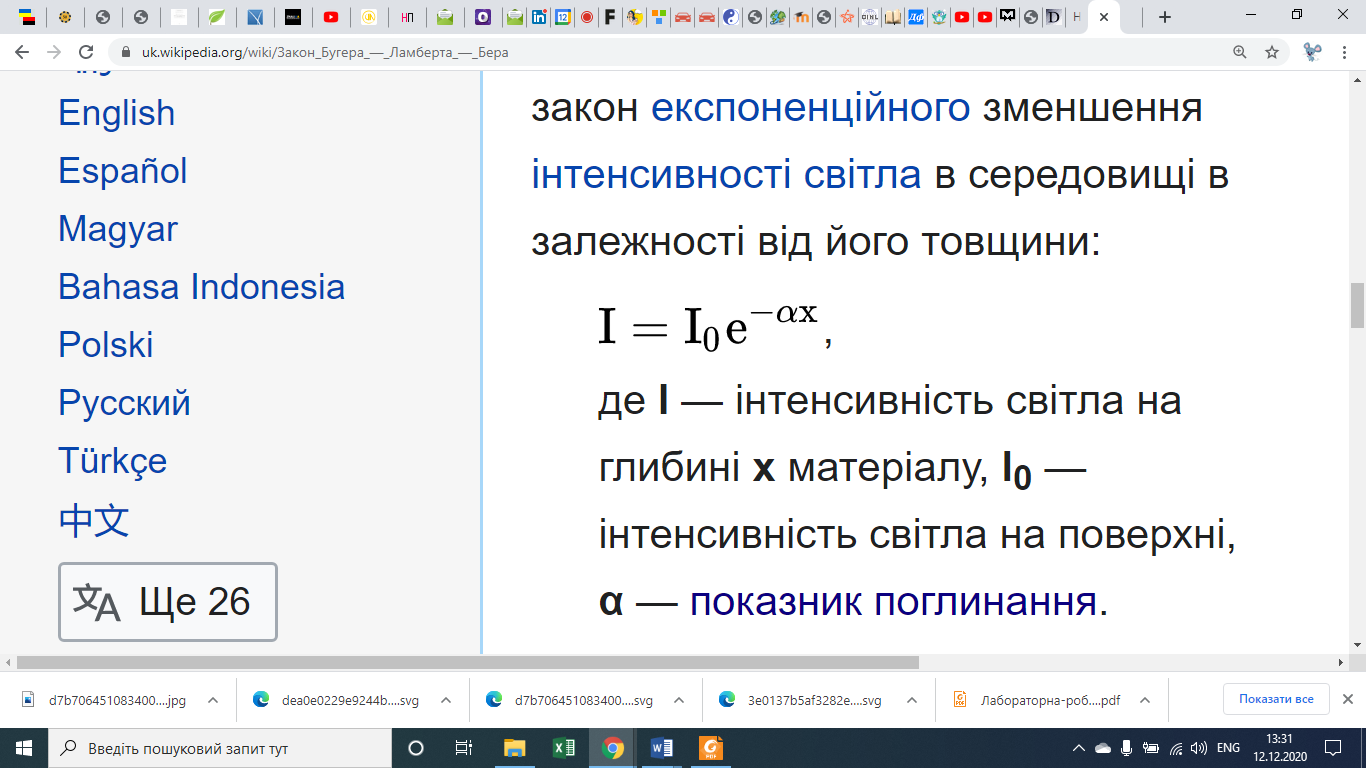 uk.wikipedia.org/wiki/Закон_Бугера_—_Ламберта_—_Бера
English
Español
Magyar
Bahasa Indonesia
Polski
Русский
Türkçe
中文
Ще 26
закон експоненційного зменшення
інтенсивності світла в середовищі в
залежності від його товщини:
I = I₀e^−αx,
де I — інтенсивність світла на
глибині x матеріалу, I₀ —
інтенсивність світла на поверхні,
α — показник поглинання.
d7b706451083400....jpg
dea0e0229e9244b....svg
d7b706451083400....svg
3e0137b5af3282e....svg
Лабораторна-роб....pdf
Показати все
Введіть пошуковий запит тут
ENG
13:31
12.12.2020